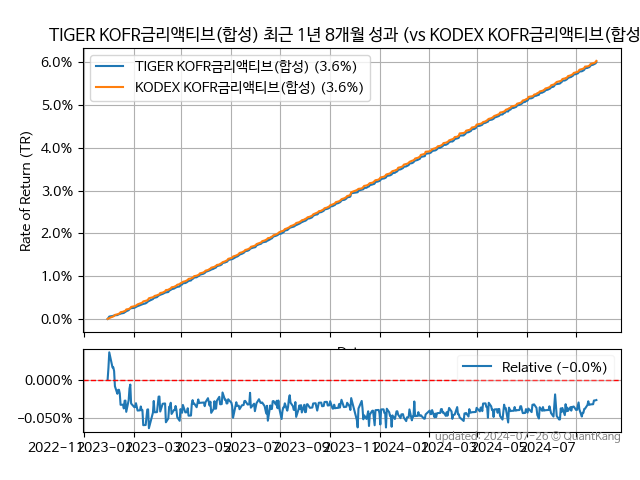 TIGER KOFR금리액티브(합성) 최근 1년 8개월 성과 (vs KODEX KOFR금리액티브(합성
TIGER KOFR금리액티브(합성) (3.6%)
KODEX KOFR금리액티브(합성) (3.6%)
Rate of Return (TR)
6.0%
5.0%
4.0%
3.0%
2.0%
1.0%
0.0%
Relative (-0.0%)
0.000%
-0.050%
2022-11 2023-01 2023-03 2023-05 2023-07 2023-09 2023-11 2024-01 2024-03 2024-05 2024-07
updated: 2024-07-26 © QuantKang